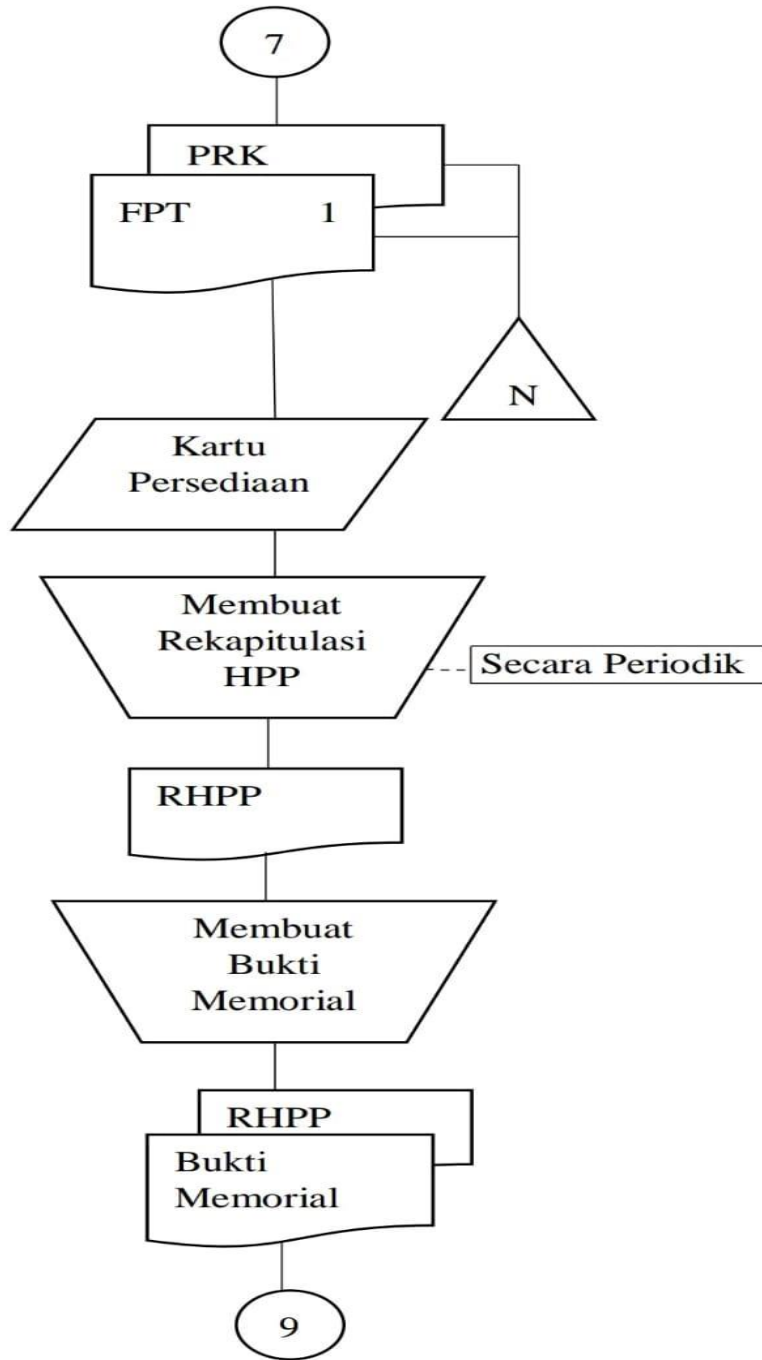 7
PRK
FPT 1
N
Kartu
Persediaan
Membuat
Rekapitulasi
HPP
Secara Periodik
RHPP
Membuat
Bukti
Memorial
RHPP
Bukti
Memorial
9